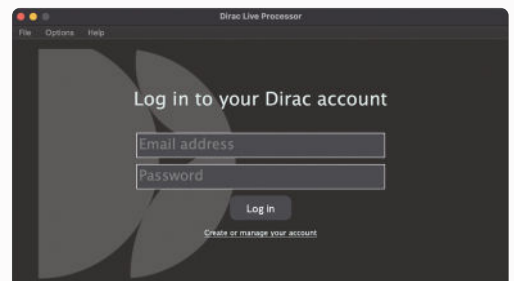 Dirac Live Processor
File Options Help
Log in to your Dirac account
Email address
Password
Log in
Create or manage your account